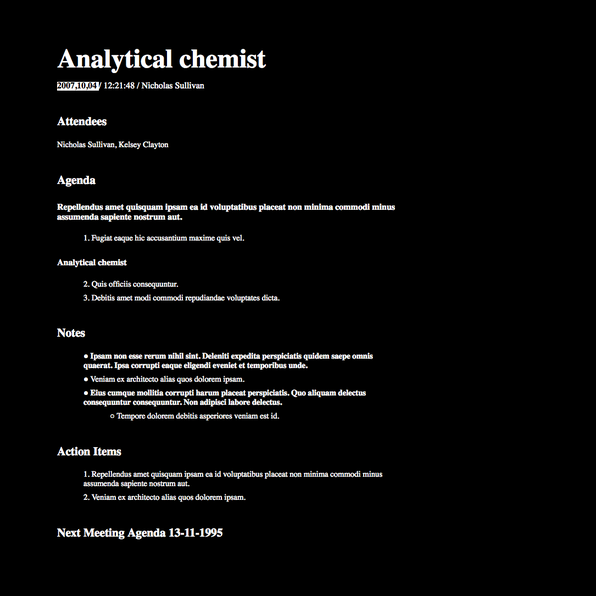 Analytical chemist
2007.10.04 / 12:21:48 / Nicholas Sullivan
Attendees
Nicholas Sullivan, Kelsey Clayton
Agenda
Repellendus amet quisquam ipsam ea id voluptatibus placeat non minima commodi minus
assumenda sapiente nostrum aut.
1. Fugiat eaque hic accusantium maxime quis vel.
Analytical chemist
2. Quis officiis consequuntur.
3. Debitis amet modi commodi repudiandae voluptates dicta.
Notes
● Ipsam non esse rerum nihil sint. Deleniti expedita perspiciatis quidem saepe omnis
quaerat. Ipsa corrupti eaque eligendi eveniet et temporibus unde.
● Veniam ex architecto alias quos dolorem ipsam.
● Eius cumque mollitia corrupti harum placeat perspiciatis. Quo aliquam delectus
consequuntur consequuntur. Non adipisci labore delectus.
○ Tempore dolorem debitis asperiores veniam est id.
Action Items
1. Repellendus amet quisquam ipsam ea id voluptatibus placeat non minima commodi minus
assumenda sapiente nostrum aut.
2. Veniam ex architecto alias quos dolorem ipsam.
Next Meeting Agenda 13-11-1995